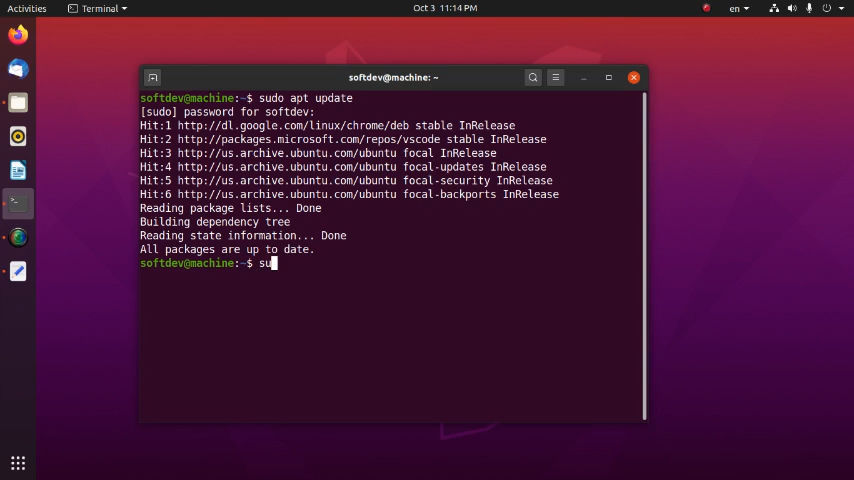 Activities
Terminal
Oct 3 11:14 PM
en
softdev@machine: ~
softdev@machine:~$ sudo apt update
[sudo] password for softdev:
Hit:1 http://dl.google.com/linux/chrome/deb stable InRelease
Hit:2 http://packages.microsoft.com/repos/vscode stable InRelease
Hit:3 http://us.archive.ubuntu.com/ubuntu focal InRelease
Hit:4 http://us.archive.ubuntu.com/ubuntu focal-updates InRelease
Hit:5 http://us.archive.ubuntu.com/ubuntu focal-security InRelease
Hit:6 http://us.archive.ubuntu.com/ubuntu focal-backports InRelease
Reading package lists... Done
Building dependency tree
Reading state information... Done
All packages are up to date.
softdev@machine:~$ su